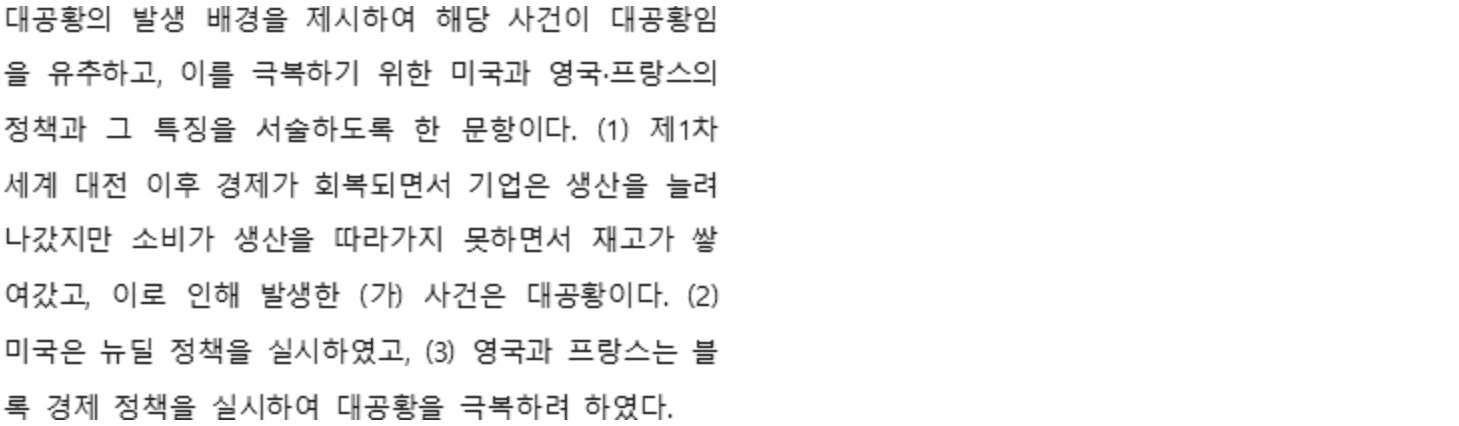 대공황의 발생 배경을 제시하여 해당 사건이 대공황임
을 유추하고, 이를 극복하기 위한 미국과 영국·프랑스의
정책과 그 특징을 서술하도록 한 문항이다. (1) 제1차
세계 대전 이후 경제가 회복되면서 기업은 생산을 늘려
나갔지만 소비가 생산을 따라가지 못하면서 재고가 쌓
여갔고, 이로 인해 발생한 (가) 사건은 대공황이다. (2)
미국은 뉴딜 정책을 실시하였고, (3) 영국과 프랑스는 블
록 경제 정책을 실시하여 대공황을 극복하려 하였다.